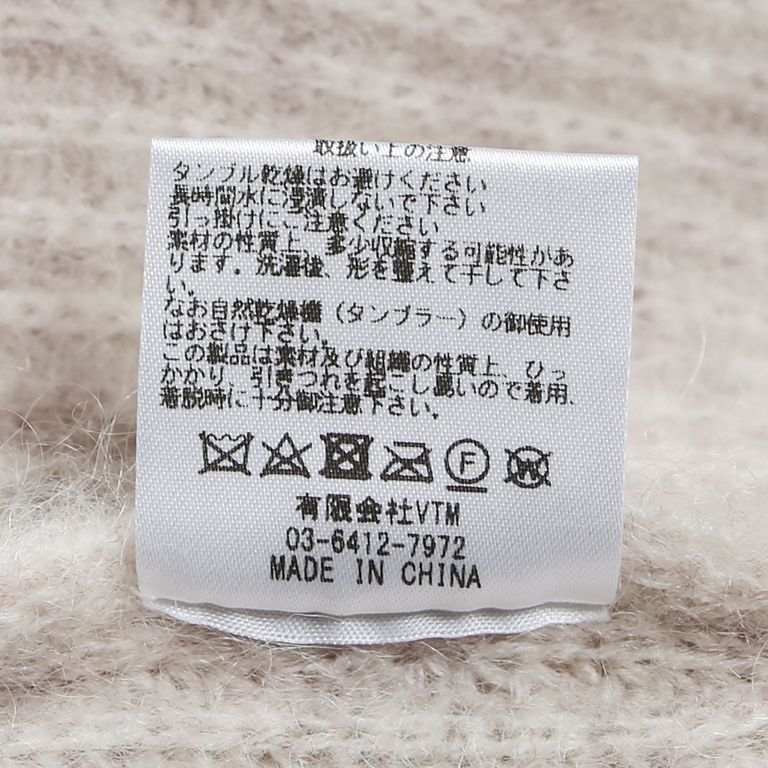 取扱い上の注意
タンブル乾燥はお避けください
長時間水に浸漬しないで下さい
引っ掛けにご注意ください
素材の性質上、多少収縮する可能性があ
ります。洗濯後、形を整えて干して下さ
い。
なお自然乾燥機（タンブラー）の御使用
はおさけ下さい。
この製品は素材及び組織の性質上、ひっ
かかり、引きつれを起こし易いので着用、
着脱時に十分御注意下さい。
F W
有限会社VTM
03-6412-7972
MADE IN CHINA